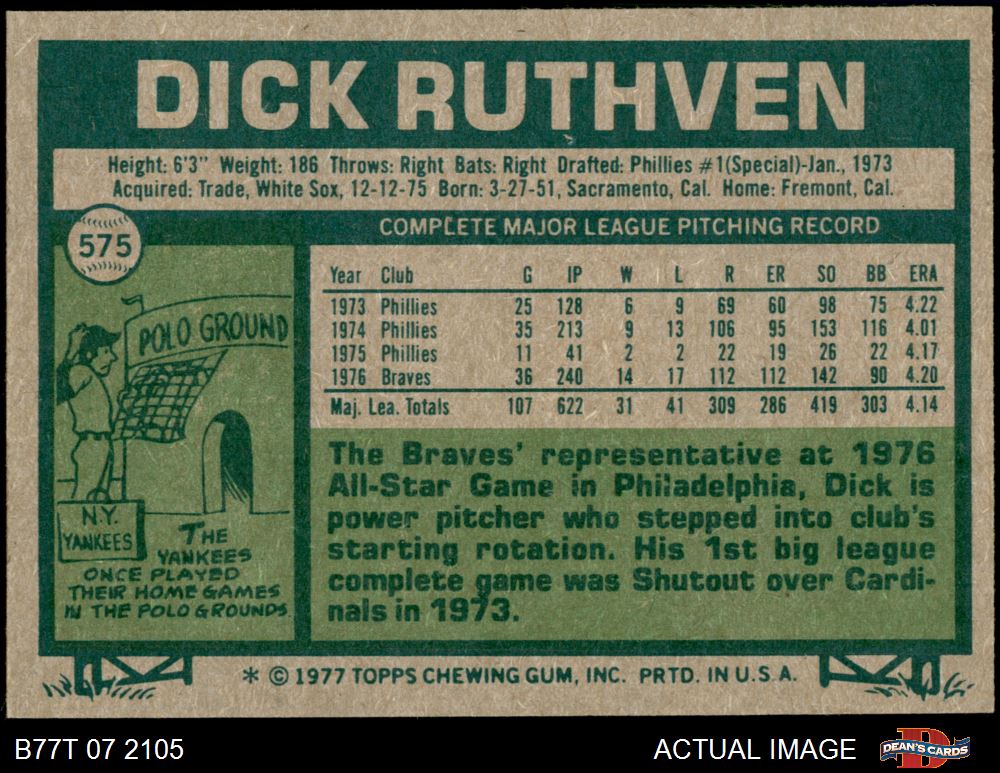 DICK RUTHVEN
Height: 6'3" Weight: 186 Throws: Right Bats: Right Drafted: Phillies #1(Special)-Jan., 1973
Acquired: Trade, White Sox, 12-12-75 Born: 3-27-51, Sacramento, Cal. Home: Fremont, Cal.
575
COMPLETE MAJOR LEAGUE PITCHING RECORD
Year Club G IP W L R ER SO BB ERA
1973 Phillies 25 128 6 9 69 60 98 75 4.22
1974 Phillies 35 213 9 13 106 95 153 116 4.01
1975 Phillies 11 41 2 2 22 19 26 22 4.17
1976 Braves 36 240 14 17 112 112 142 90 4.20
Maj. Lea. Totals 107 622 31 41 309 286 419 303 4.14
POLO GROUND
N.Y.
YANKEES
THE
YANKEES
ONCE PLAYED
THEIR HOME GAMES
IN THE POLO GROUNDS.
The Braves' representative at 1976
All-Star Game in Philadelphia, Dick is
power pitcher who stepped into club's
starting rotation. His 1st big league
complete game was Shutout over Cardi-
nals in 1973.
* © 1977 TOPPS CHEWING GUM, INC. PRTD. IN U.S.A.
B77T 07 2105
ACTUAL IMAGE
DEAN'S CARDS